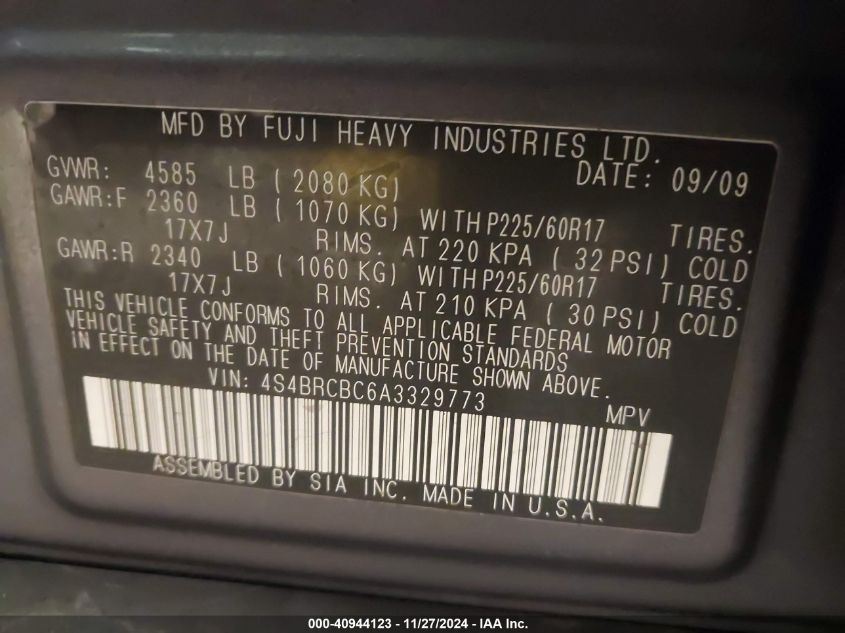 MFD BY FUJI HEAVY INDUSTRIES LTD.
GVWR: 4585 LB ( 2080 KG) DATE: 09/09
GAWR:F 2360 LB ( 1070 KG) WITH P225/60R17 TIRES.
17X7J RIMS. AT 220 KPA ( 32 PSI) COLD
GAWR:R 2340 LB ( 1060 KG) WITH P225/60R17 TIRES.
17X7J RIMS. AT 210 KPA ( 30 PSI) COLD
THIS VEHICLE CONFORMS TO ALL APPLICABLE FEDERAL MOTOR
VEHICLE SAFETY AND THEFT PREVENTION STANDARDS
IN EFFECT ON THE DATE OF MANUFACTURE SHOWN ABOVE.
VIN: 4S4BRCBC6A3329773 MPV
ASSEMBLED BY SIA INC. MADE IN U.S.A.
000-40944123 - 11/27/2024 - IAA Inc.